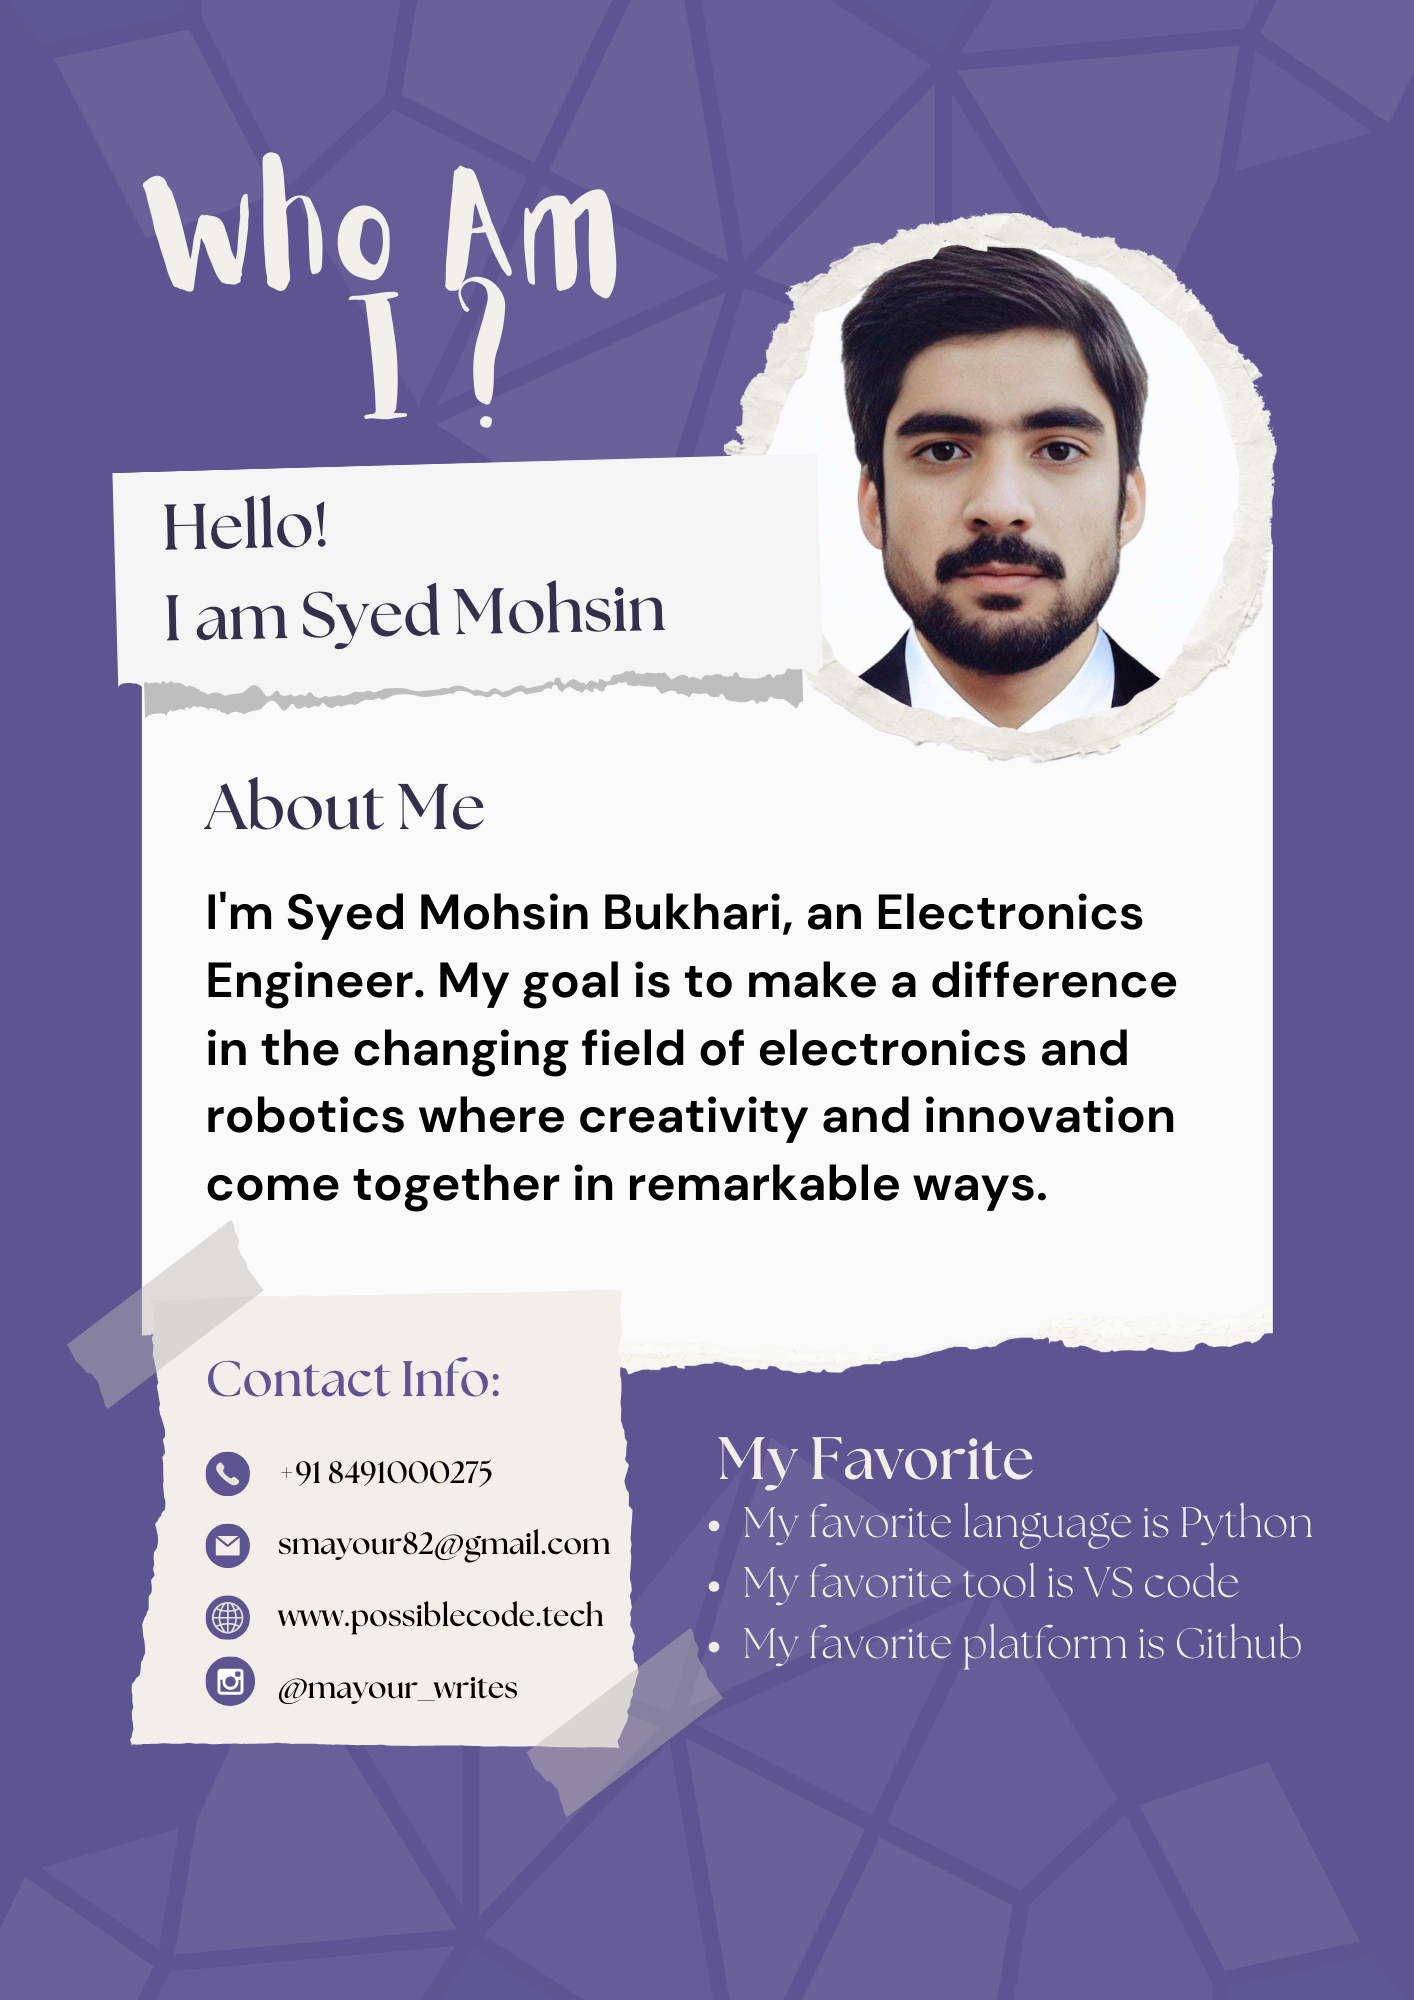 Who Am
I ?
Hello!
I am Syed Mohsin
About Me
I'm Syed Mohsin Bukhari, an Electronics
Engineer. My goal is to make a difference
in the changing field of electronics and
robotics where creativity and innovation
come together in remarkable ways.
Contact Info:
+91 8491000275
smayour82@gmail.com
www.possiblecode.tech
@mayour_writes
My Favorite
• My favorite language is Python
• My favorite tool is VS code
• My favorite platform is Github